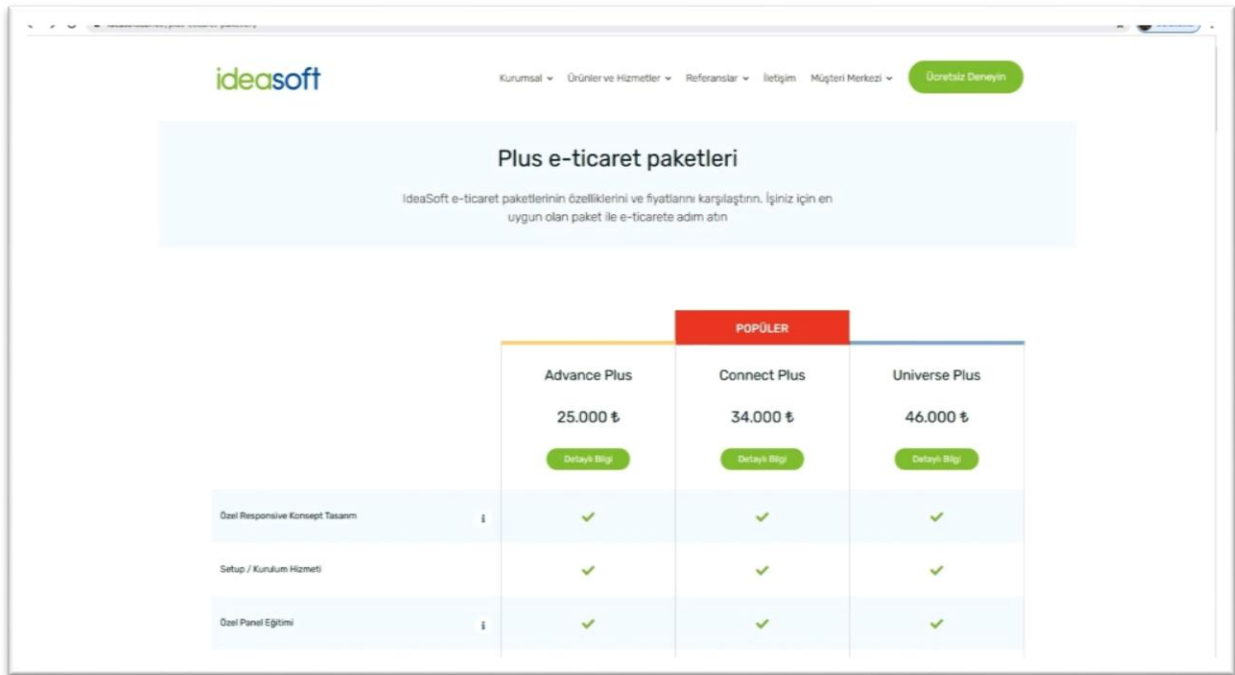 ideasoft
Kurumsal Ürünler ve Hizmetler Referanslar İletişim Müşteri Merkezi Ücretsiz Deneyin
Plus e-ticaret paketleri
IdeaSoft e-ticaret paketlerinin özelliklerini ve fiyatlarını karşılaştırın. İşiniz için en
uygun olan paket ile e-ticarete adım atın
POPÜLER
Advance Plus Connect Plus Universe Plus
25.000 ₺ 34.000 ₺ 46.000 ₺
Detaylı Bilgi Detaylı Bilgi Detaylı Bilgi
Özel Responsive Konsept Tasarım i
Setup / Kurulum Hizmeti
Özel Panel Eğitimi i